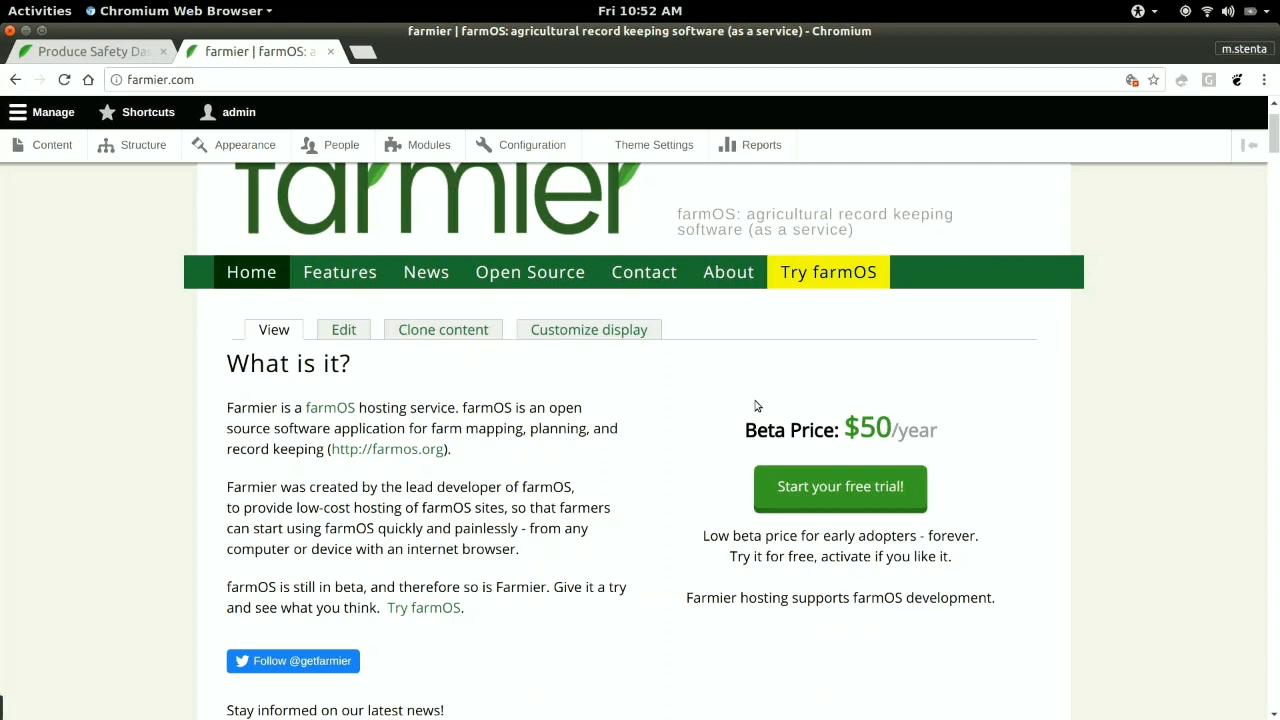 Activities
Chromium Web Browser
Fri 10:52 AM
farmier | farmOS: agricultural record keeping software (as a service) - Chromium
Produce Safety Da
farmier | farmOS: a
m.stenta
farmier.com
Manage
Shortcuts
admin
Content
Structure
Appearance
People
Modules
Configuration
Theme Settings
Reports
farmier
farmOS: agricultural record keeping
software (as a service)
Home
Features
News
Open Source
Contact
About
Try farmOS
View
Edit
Clone content
Customize display
What is it?
Farmier is a farmOS hosting service. farmOS is an open
source software application for farm mapping, planning, and
record keeping (http://farmos.org).
Farmier was created by the lead developer of farmOS,
to provide low-cost hosting of farmOS sites, so that farmers
can start using farmOS quickly and painlessly - from any
computer or device with an internet browser.
farmOS is still in beta, and therefore so is Farmier. Give it a try
and see what you think. Try farmOS.
Follow @getfarmier
Stay informed on our latest news!
Beta Price: $50/year
Start your free trial!
Low beta price for early adopters - forever.
Try it for free, activate if you like it.
Farmier hosting supports farmOS development.